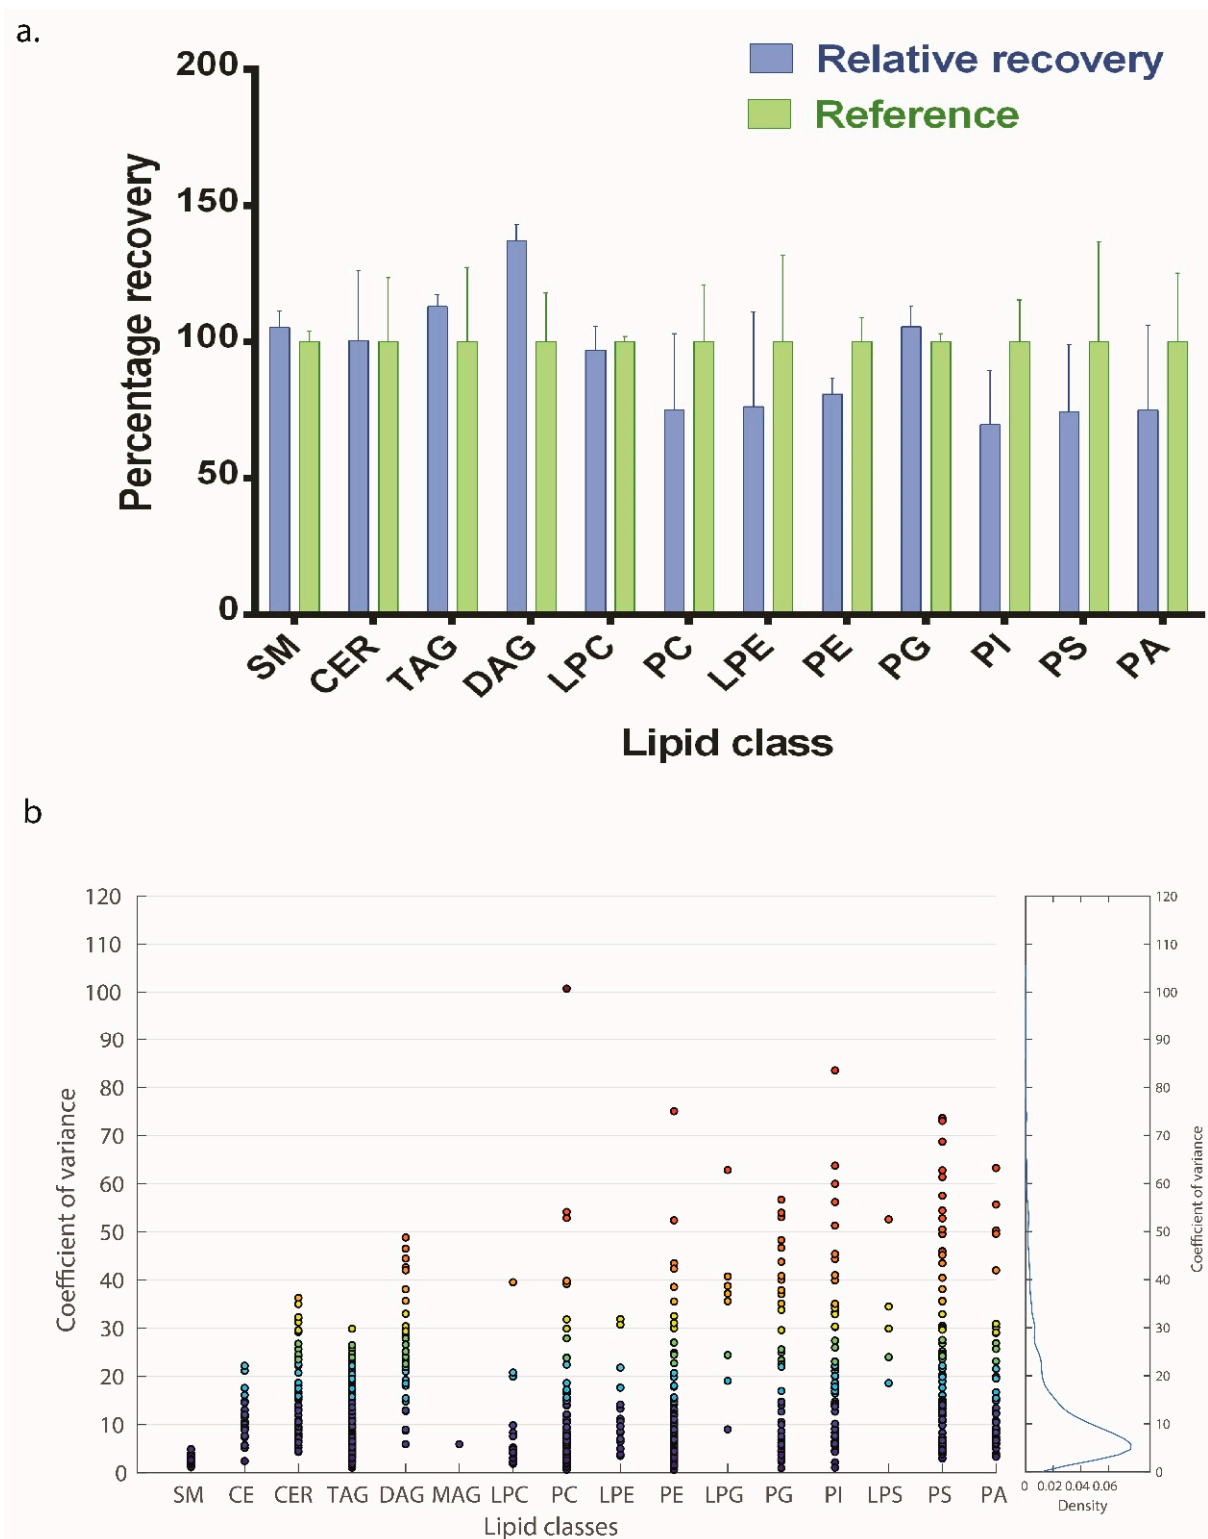 a.
Relative recovery
Reference
Percentage recovery
200
150
100
50
0
SM CER TAG DAG LPC PC LPE PE PG PI PS PA
Lipid class
b
Coefficient of variance
120
110
100
90
80
70
60
50
40
30
20
10
0
SM CE CER TAG DAG MAG LPC PC LPE PE LPG PG PI LPS PS PA
Lipid classes
120
110
100
90
80
70
60
50
40
30
20
10
0
Coefficient of variance
0 0.02 0.04 0.06
Density